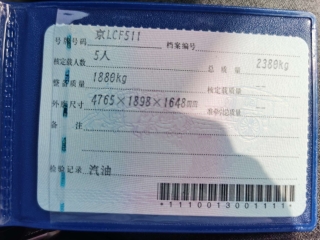 号牌号码 京LCF511 档案编号
核定载人数 5人 总质量 2380kg
整备质量 1880kg 核定载质量 --
外廓尺寸 4765×1898×1648mm 准牵引总质量 --
备注
检验记录 汽油
*1110013001111*